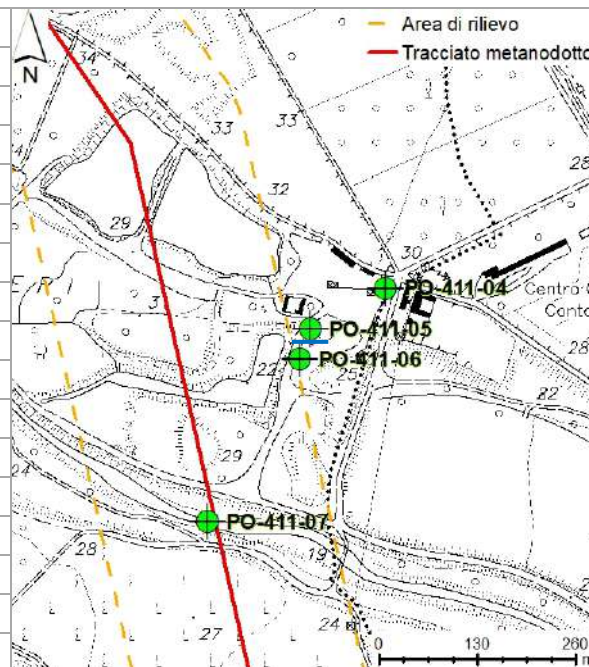 Area di rilievo
Tracciato metanodotto
N
34
33
33
28
32
29
30
PO-411-04
Centro
Conto
E R I
3
PO-411-05
PO-411-06
22
25
28
82
29
24
PO-411-07
28
19
27
24
0 130 260
m